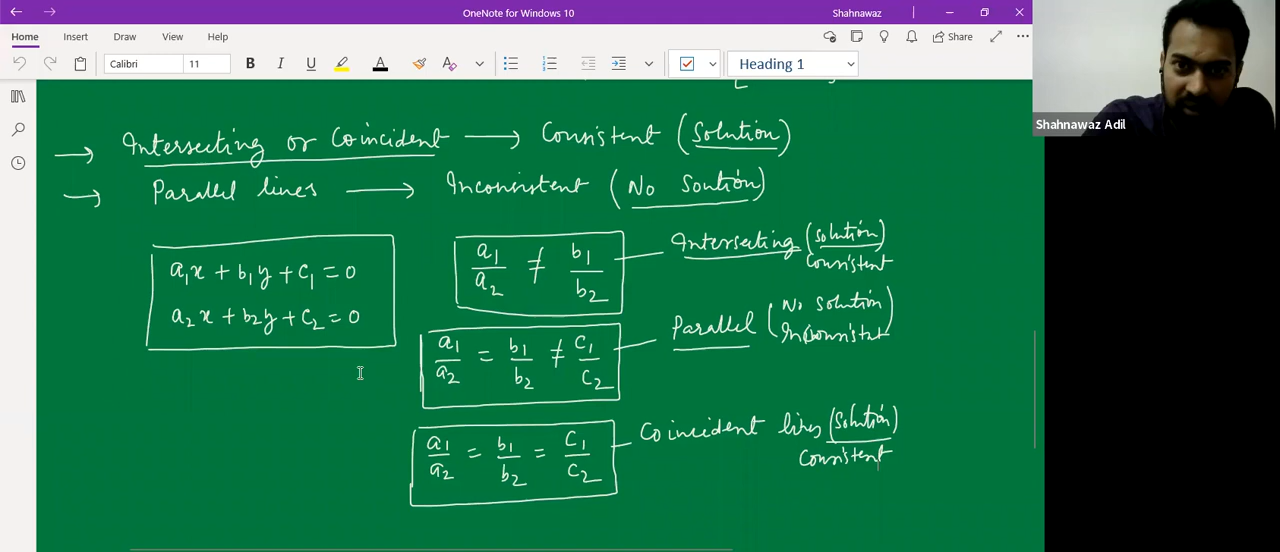 OneNote for Windows 10
Shahnawaz
Home Insert Draw View Help
Share
Calibri 11 B I U A Heading 1
Shahnawaz Adil
→ Intersecting or Coincident → Consistent (Solution)
→ Parallel lines → Inconsistent (No Soution)
a₁x + b₁y + c₁ = 0
a₂x + b₂y + c₂ = 0
a₁/a₂ ≠ b₁/b₂ — Intersecting (Solution)
Consistent
a₁/a₂ = b₁/b₂ ≠ c₁/c₂ — Parallel (No Solution
a₁/a₂ = b₁/b₂ = c₁/c₂ — Coincident lines (Solution)
Consistent